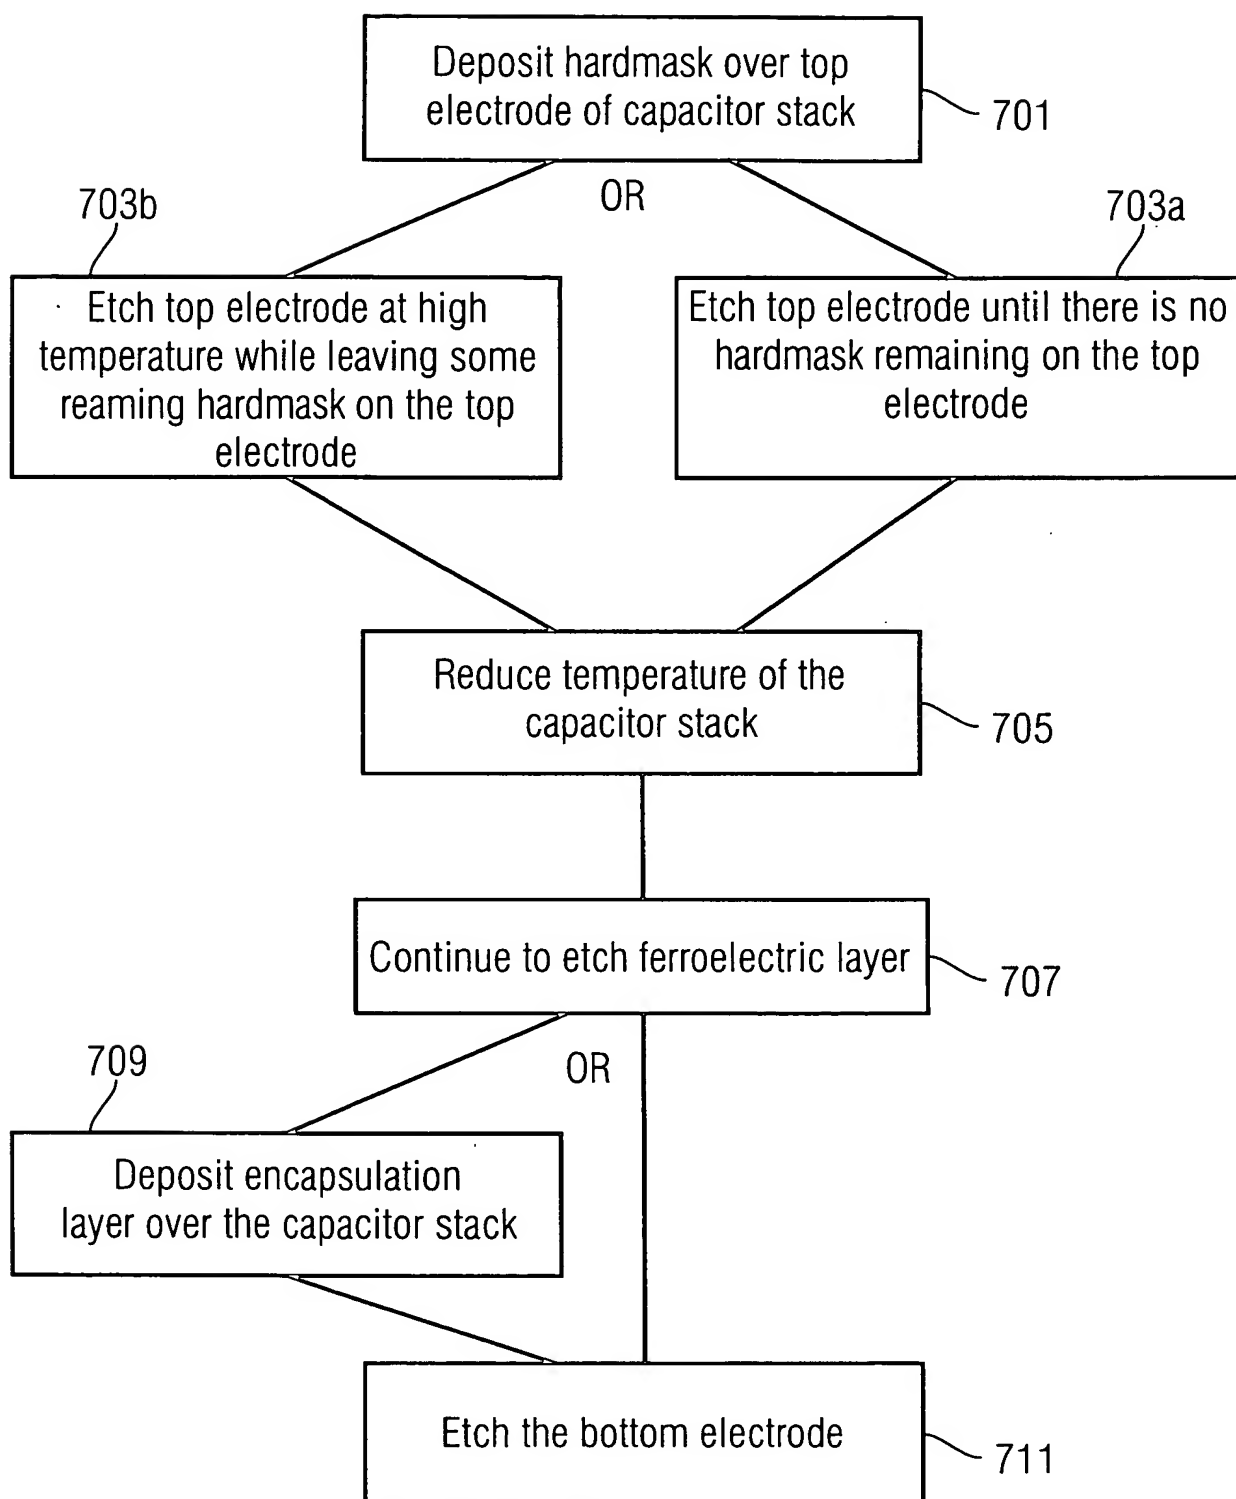 Deposit hardmask over top
electrode of capacitor stack
701
OR
703b
703a
Etch top electrode at high
temperature while leaving some
reaming hardmask on the top
electrode
Etch top electrode until there is no
hardmask remaining on the top
electrode
Reduce temperature of the
capacitor stack
705
Continue to etch ferroelectric layer
707
OR
709
Deposit encapsulation
layer over the capacitor stack
Etch the bottom electrode
711